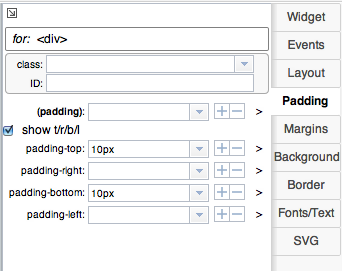 for: <div>
class:
ID:
(padding): + − >
show t/r/b/l
padding-top: 10px + − >
padding-right: + − >
padding-bottom: 10px + − >
padding-left: + − >
Widget
Events
Layout
Padding
Margins
Background
Border
Fonts/Text
SVG